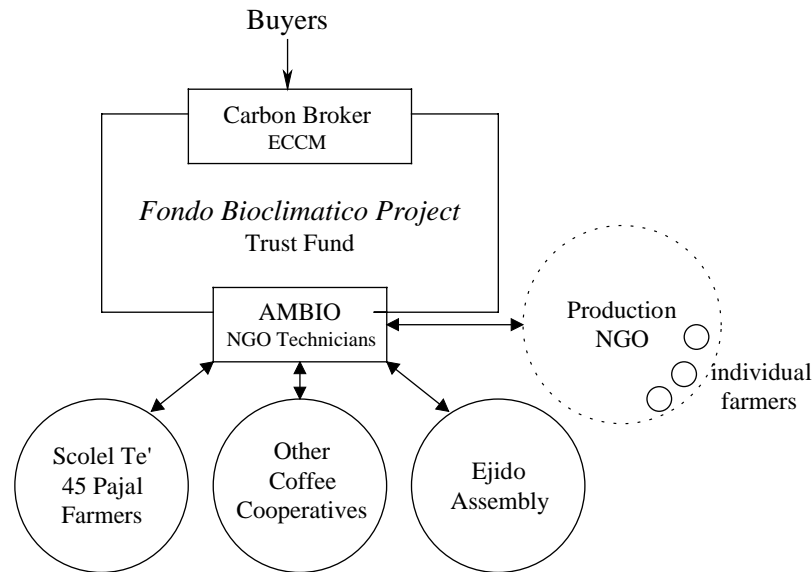 Buyers
Carbon Broker
ECCM
Fondo Bioclimatico Project
Trust Fund
AMBIO
NGO Technicians
Production
NGO
individual
farmers
Scolel Te'
45 Pajal
Farmers
Other
Coffee
Cooperatives
Ejido
Assembly